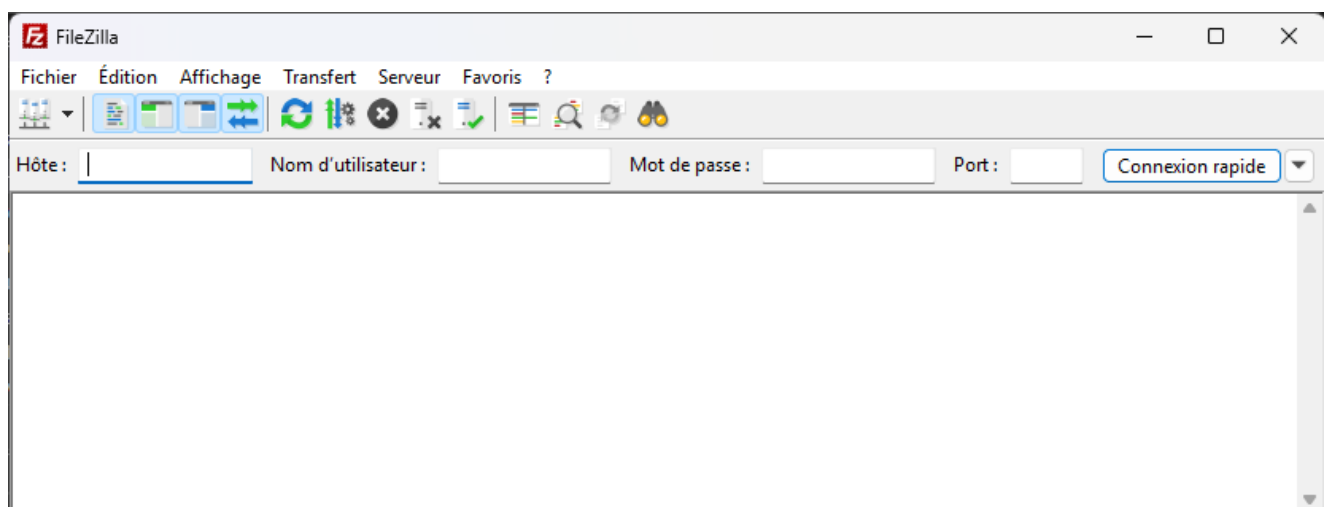 FileZilla
Fichier Édition Affichage Transfert Serveur Favoris ?
Hôte : Nom d'utilisateur : Mot de passe : Port : Connexion rapide